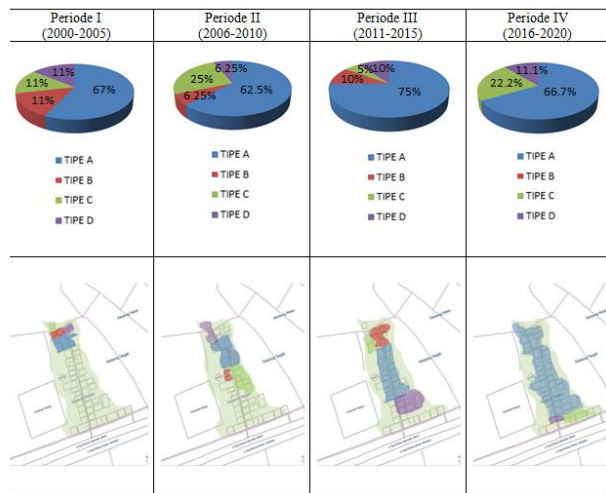 Periode I
(2000-2005)
Periode II
(2006-2010)
Periode III
(2011-2015)
Periode IV
(2016-2020)
11%
11%
11%
67%
6.25%
25%
6.25%
62.5%
5%
10%
10%
75%
11.1%
22.2%
66.7%
TIPE A
TIPE B
TIPE C
TIPE D
TIPE A
TIPE B
TIPE C
TIPE D
TIPE A
TIPE B
TIPE C
TIPE D
TIPE A
TIPE B
TIPE C
TIPE D